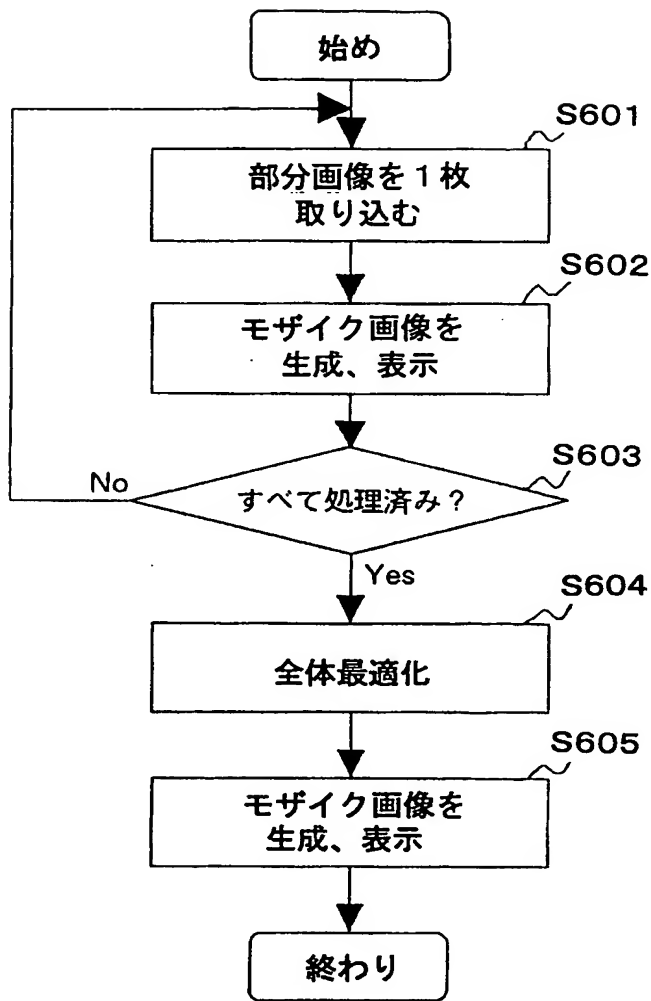 始め
S601
部分画像を1枚
取り込む
S602
モザイク画像を
生成、表示
S603
すべて処理済み?
No
Yes
S604
全体最適化
S605
モザイク画像を
生成、表示
終わり